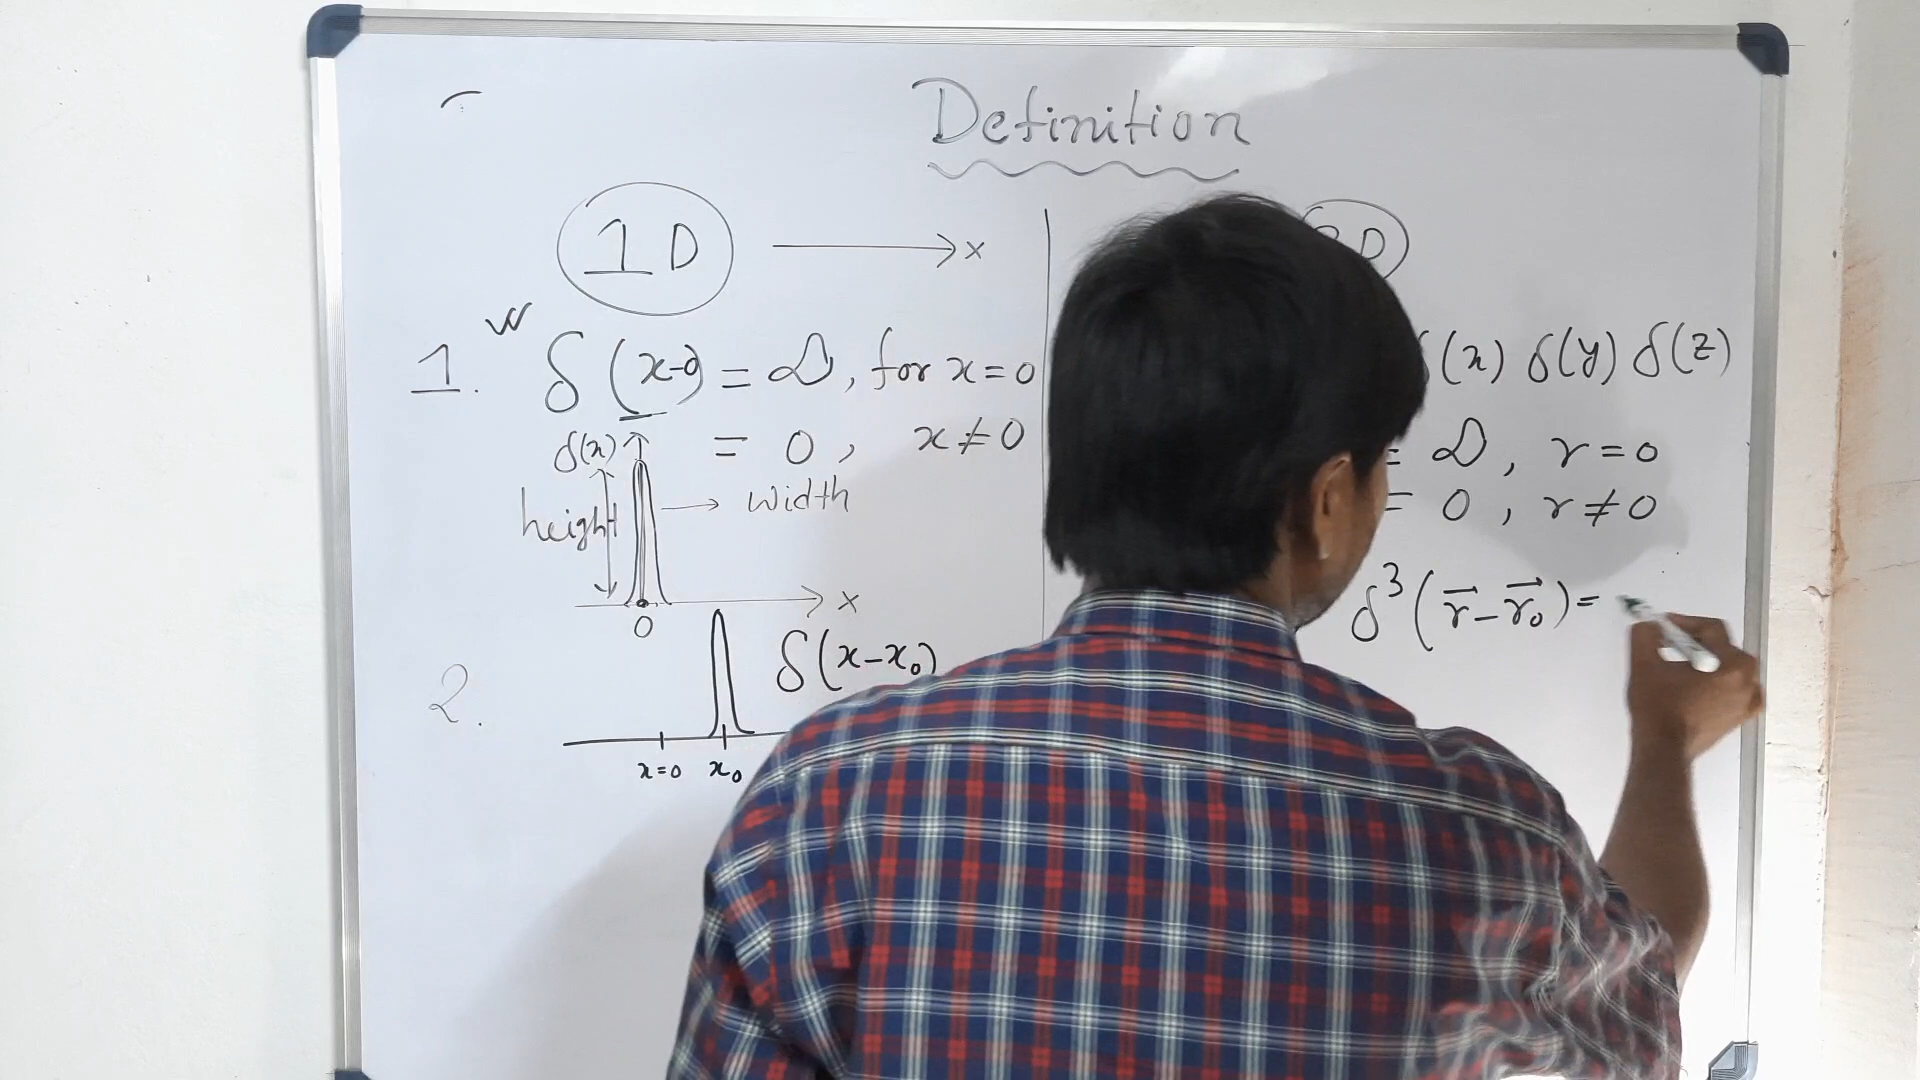 Definition
1D → x
D
1. δ(x-0) = ∞, for x = 0
= 0, x ≠ 0
δ(x)
height
→ width
x
0
2. δ(x-x₀)
x=0 x₀
(x) δ(y) δ(z)
= ∞, r = 0
= 0, r ≠ 0
δ³(r⃗-r⃗₀) =